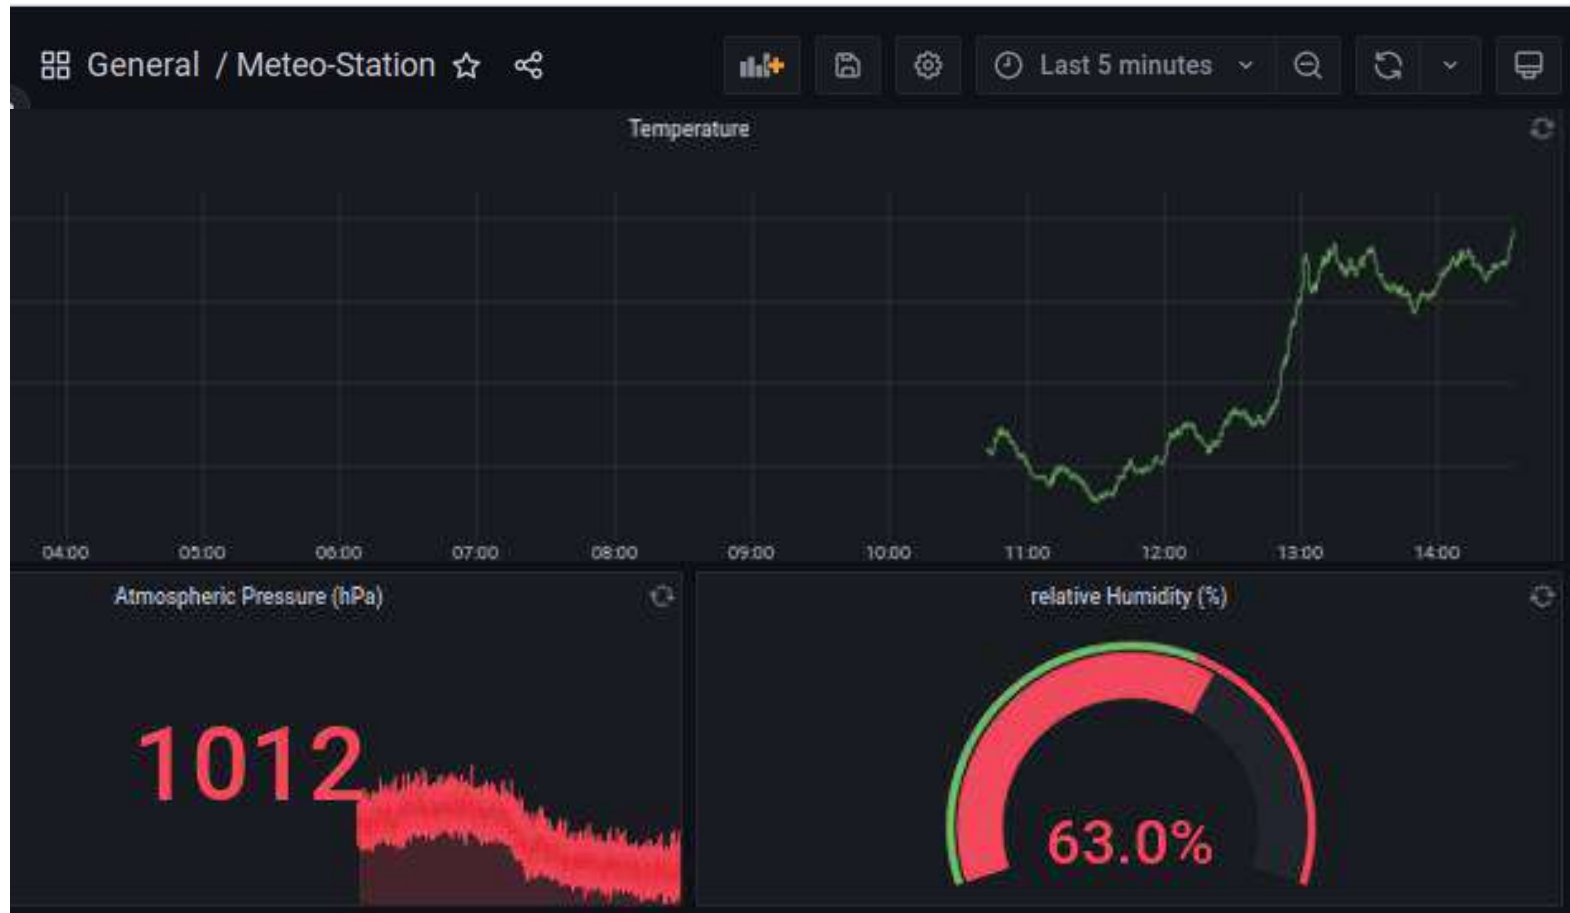 General / Meteo-Station
Last 5 minutes
Temperature
04:00 05:00 06:00 07:00 08:00 09:00 10:00 11:00 12:00 13:00 14:00
Atmospheric Pressure (hPa)
relative Humidity (%)
1012
63.0%